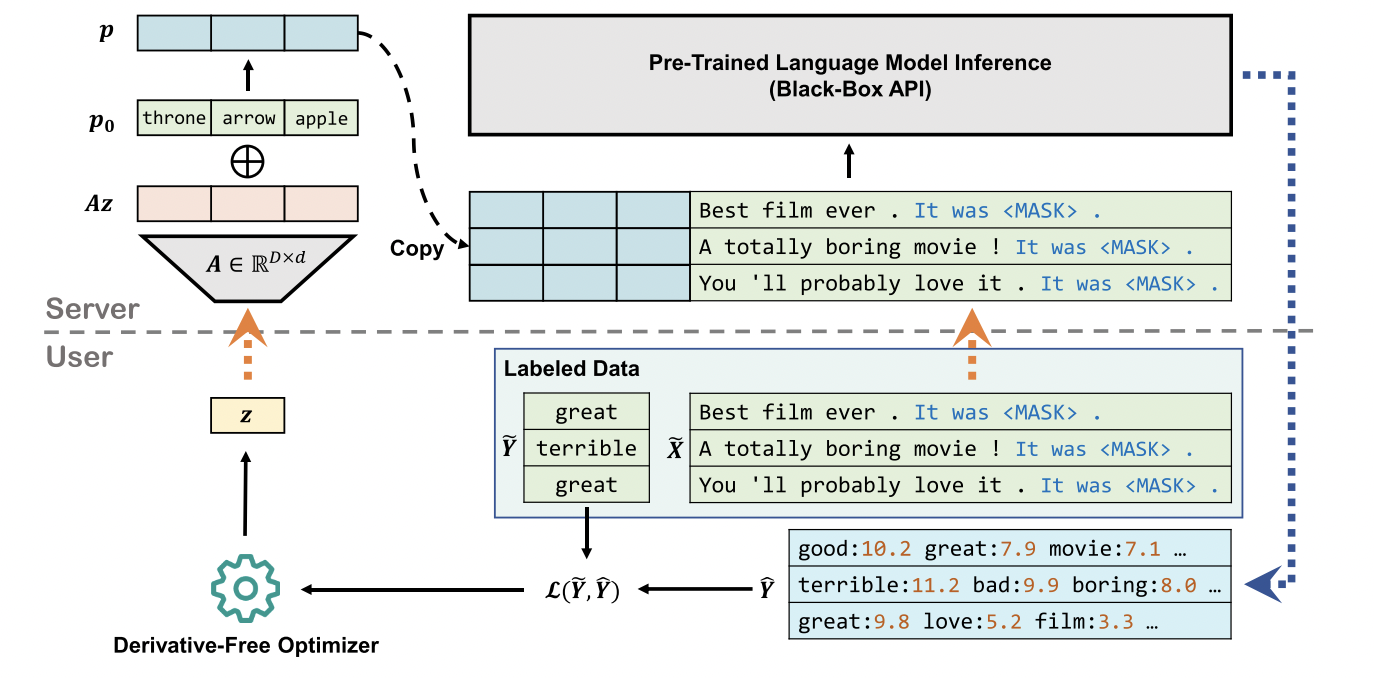 p
p₀
throne arrow apple
Az
A ∈ ℝ^{D×d}
Server
User
z
Derivative-Free Optimizer
Pre-Trained Language Model Inference
(Black-Box API)
Copy
Best film ever . It was <MASK> .
A totally boring movie ! It was <MASK> .
You 'll probably love it . It was <MASK> .
Labeled Data
Ỹ
great
terrible
great
X̃
Best film ever . It was <MASK> .
A totally boring movie ! It was <MASK> .
You 'll probably love it . It was <MASK> .
ℒ(Ỹ, Ŷ)
Ŷ
good:10.2 great:7.9 movie:7.1 …
terrible:11.2 bad:9.9 boring:8.0 …
great:9.8 love:5.2 film:3.3 …